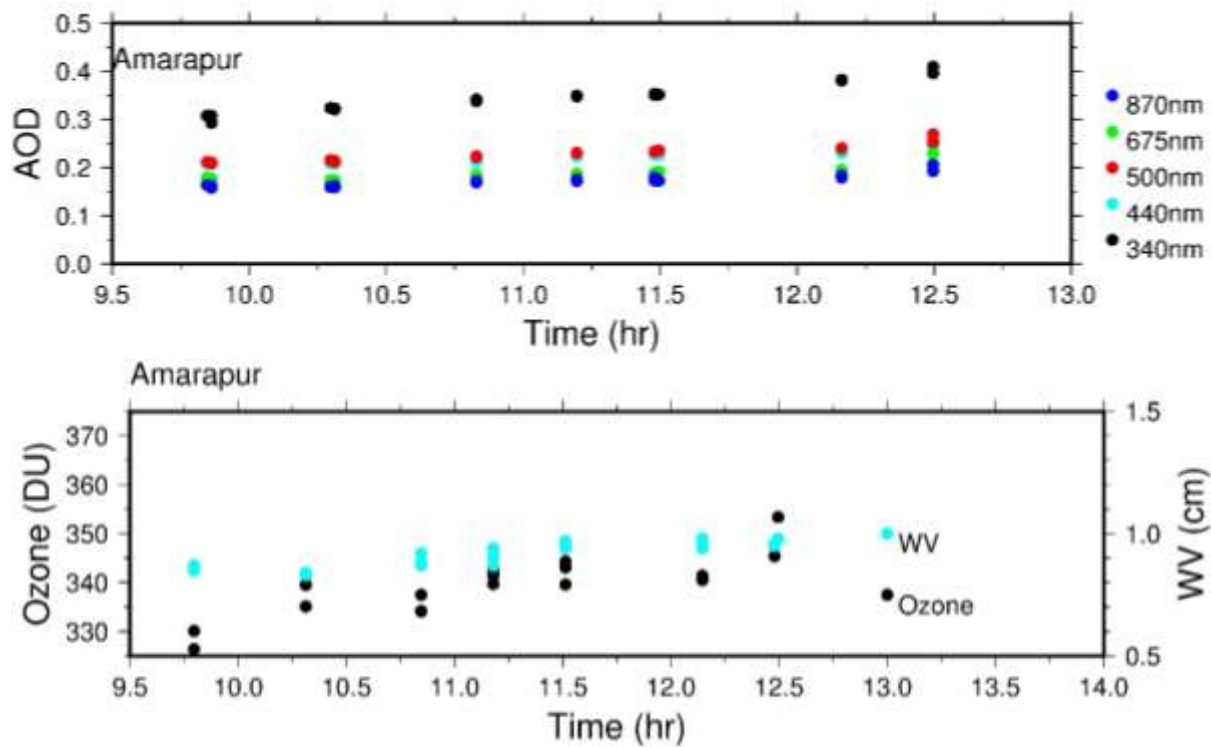 0.5
Amarapur
0.4
0.3
0.2
0.1
0.0
AOD
9.5 10.0 10.5 11.0 11.5 12.0 12.5 13.0
Time (hr)
870nm
675nm
500nm
440nm
340nm
Amarapur
370
360
350
340
330
Ozone (DU)
WV
Ozone
1.5
1.0
0.5
WV (cm)
9.5 10.0 10.5 11.0 11.5 12.0 12.5 13.0 13.5 14.0
Time (hr)